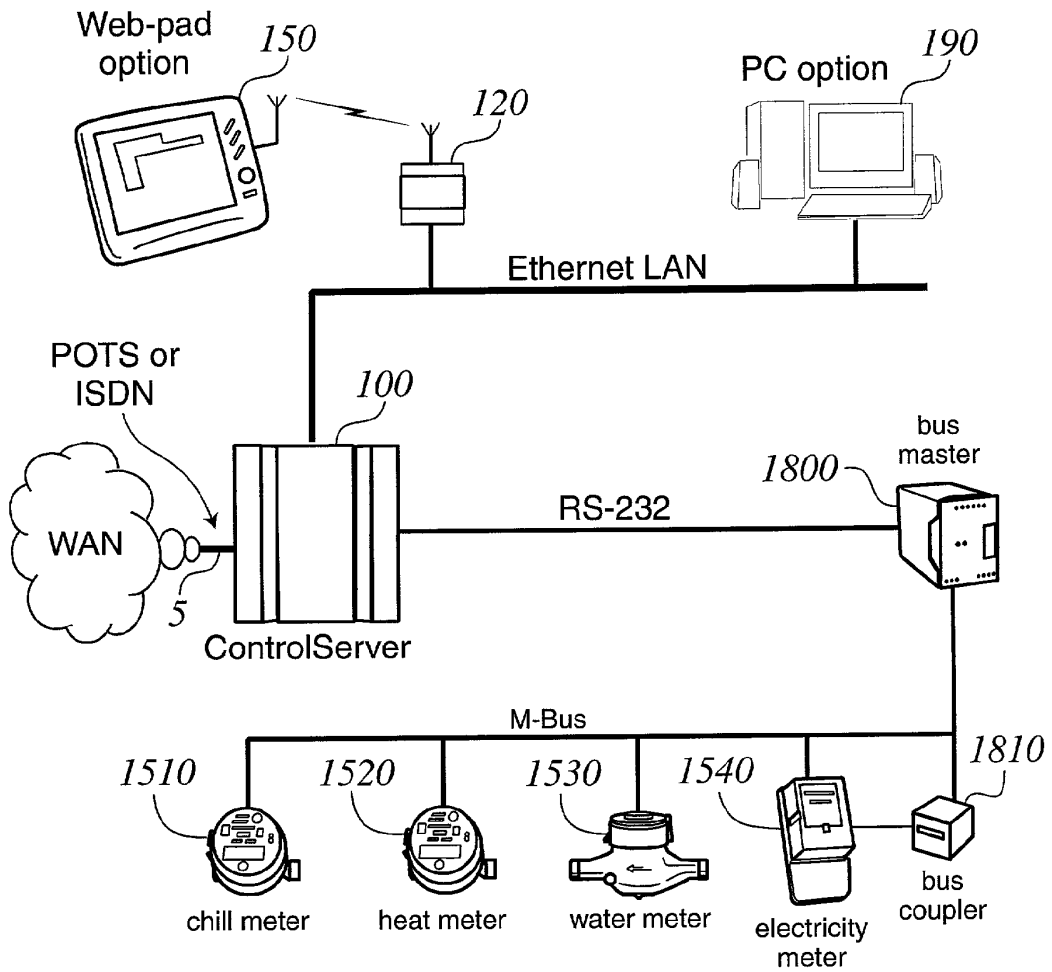 Web-pad
option
150
120
PC option
190
Ethernet LAN
POTS or
ISDN
100
WAN
5
ControlServer
RS-232
bus
master
1800
M-Bus
1510
1520
1530
1540
1810
chill meter
heat meter
water meter
electricity
meter
bus
coupler